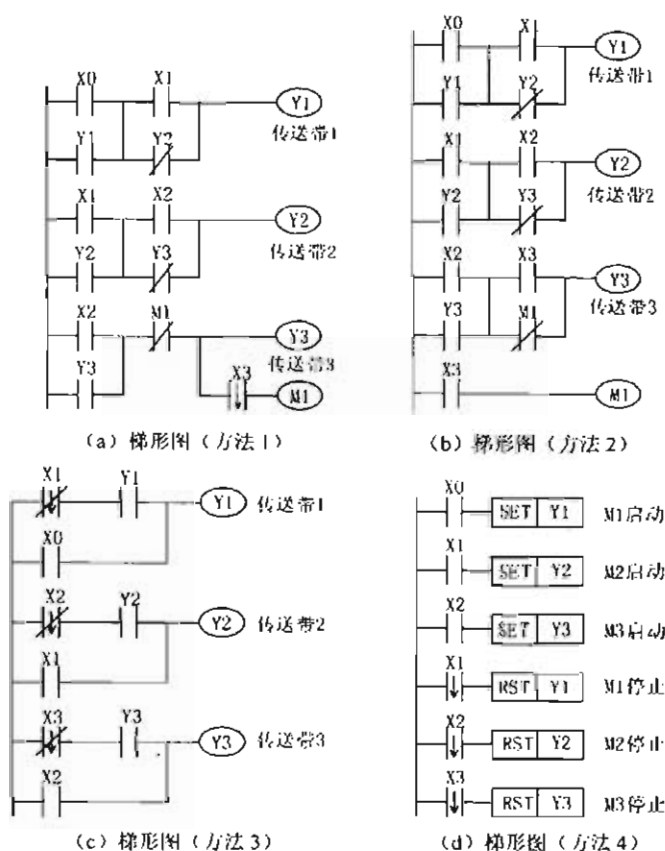 X0 X1
Y1
传送带1
Y1 Y2
X1 X2
Y2
传送带2
Y2 Y3
X2 M1
Y3
传送带3
Y3 X3
M1
(a) 梯形图 (方法1)
X0 X1
Y1
传送带1
Y1 Y2
X1 X2
Y2
传送带2
Y2 Y3
X2 X3
Y3
传送带3
Y3 M1
X3
M1
(b) 梯形图 (方法2)
X1 Y1
Y1 传送带1
X0
X2 Y2
Y2 传送带2
X1
X3 Y3
Y3 传送带3
X2
(c) 梯形图 (方法3)
X0
SET Y1 M1启动
X1
SET Y2 M2启动
X2
SET Y3 M3启动
X1
RST Y1 M1停止
X2
RST Y2 M2停止
X3
RST Y3 M3停止
(d) 梯形图 (方法4)